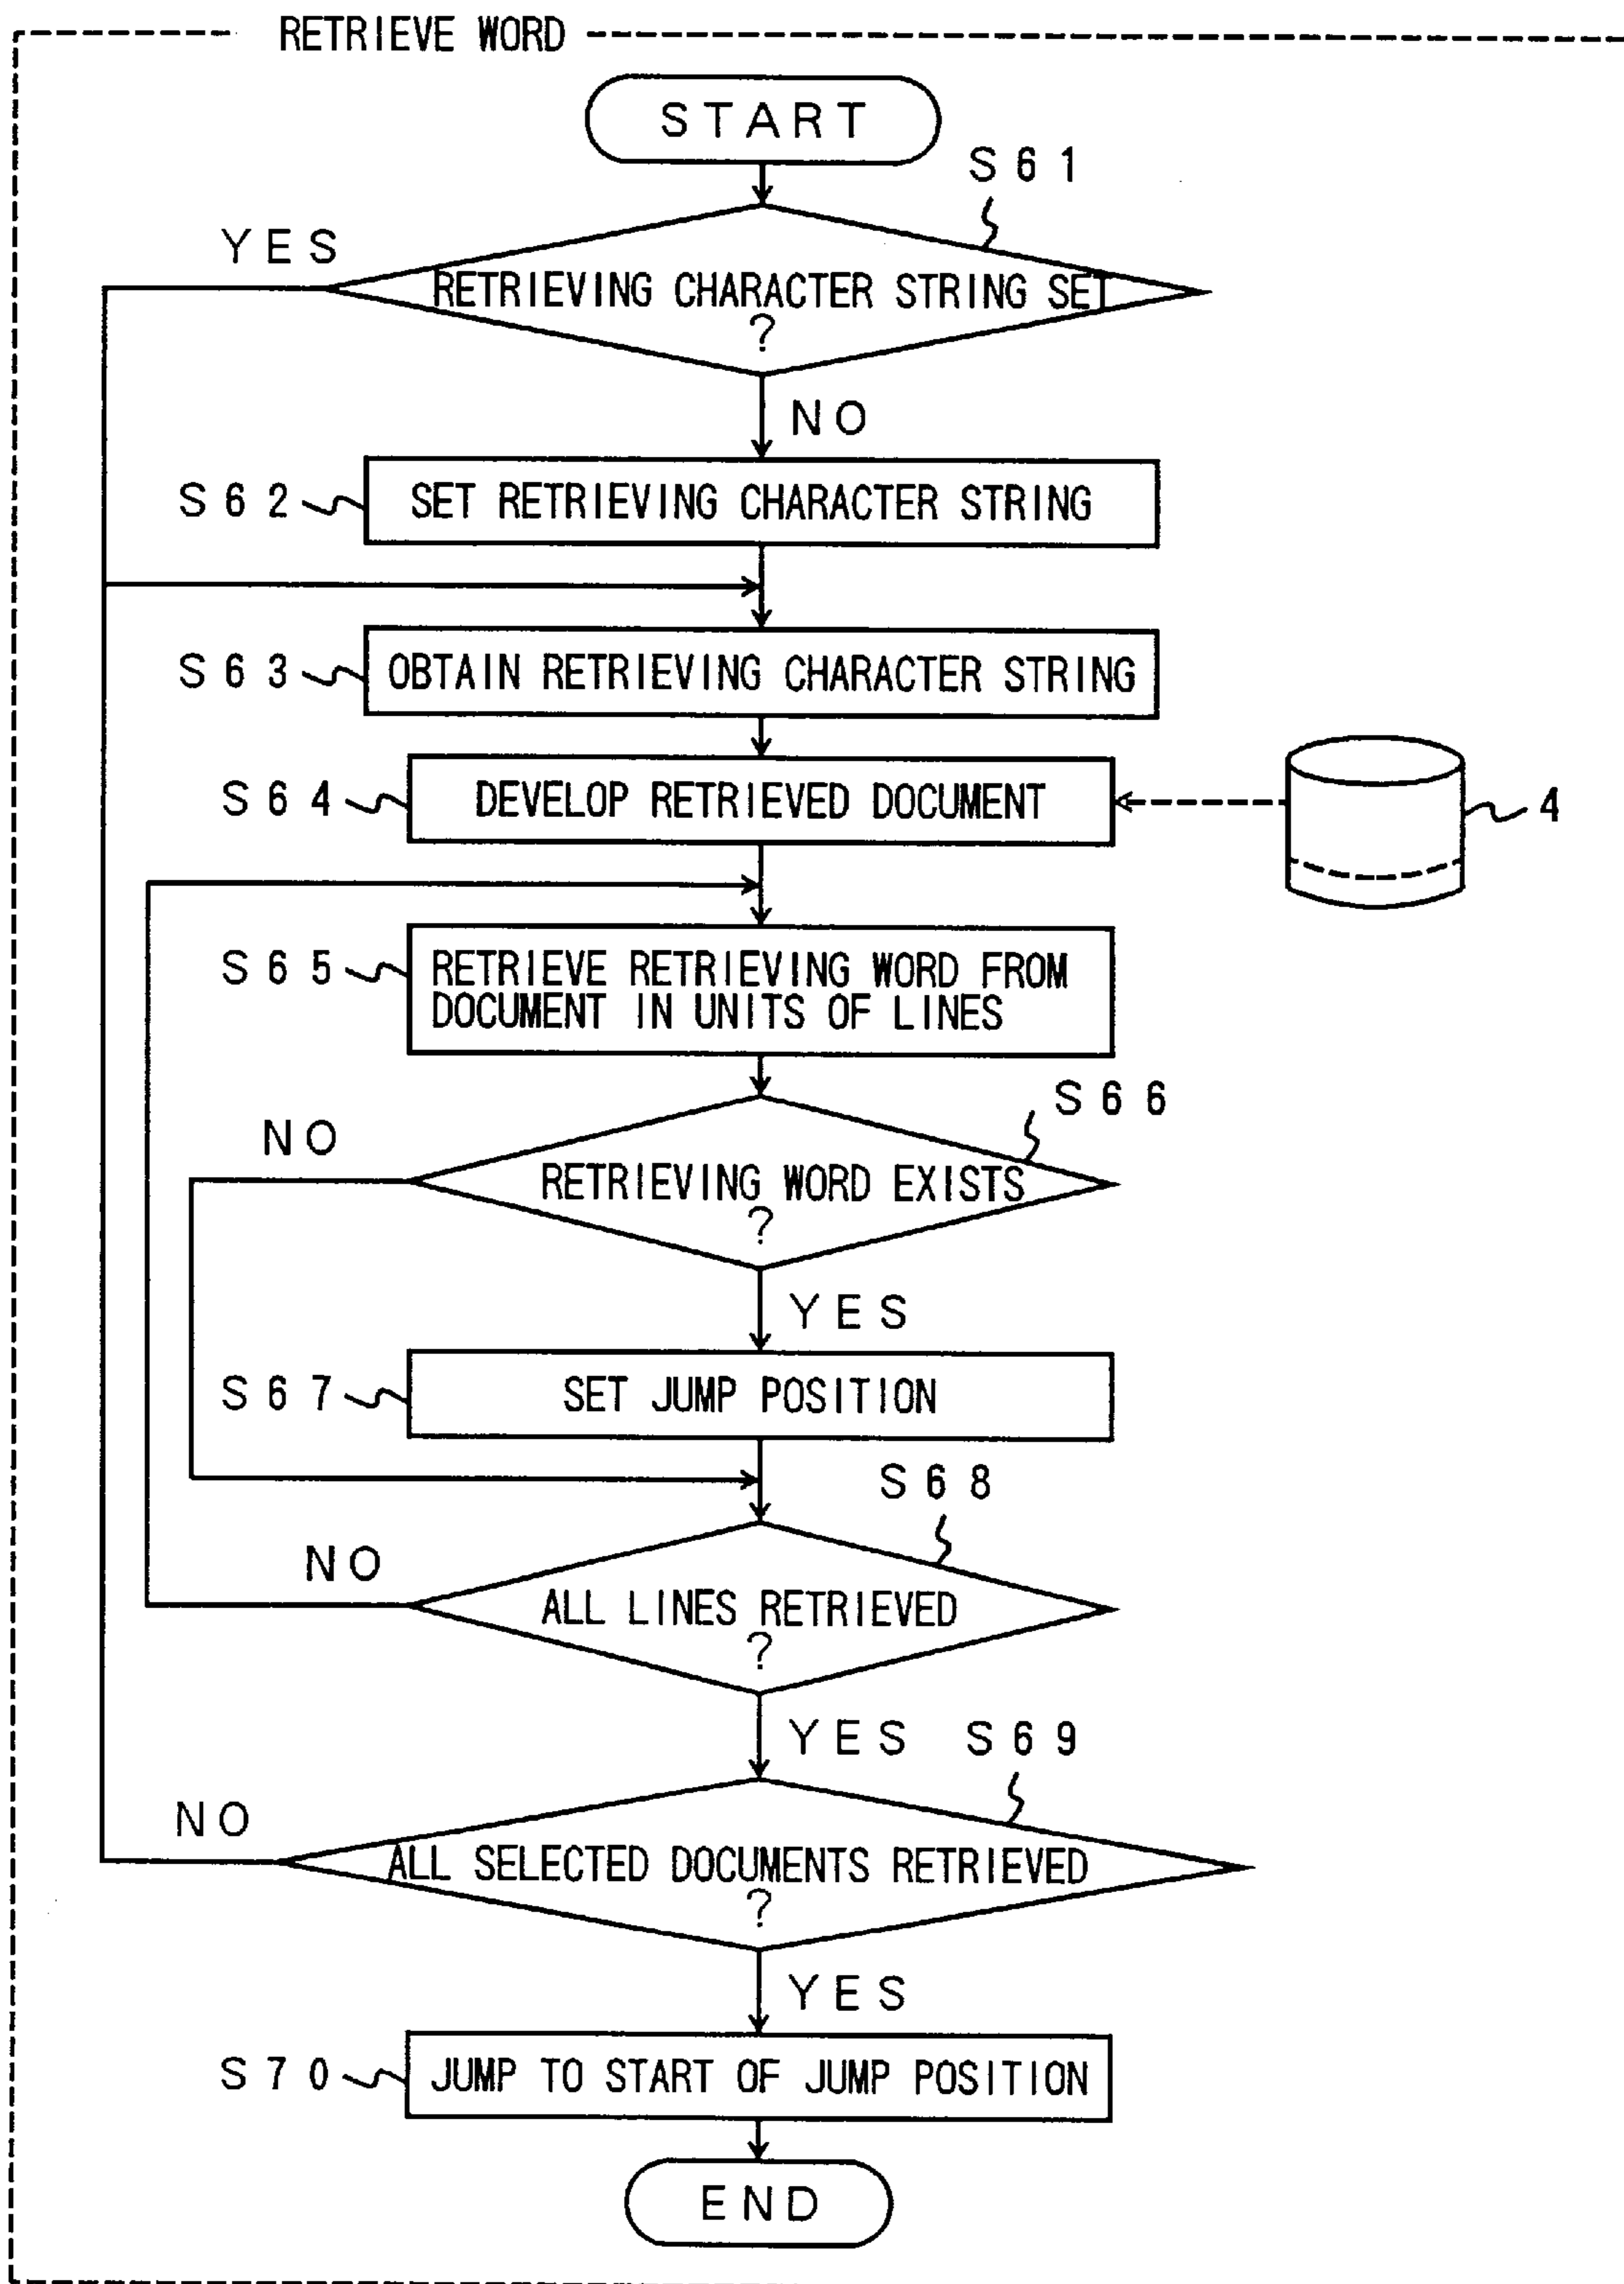 RETRIEVE WORD
START
S61
YES
RETRIEVING CHARACTER STRING SET
?
NO
S62
SET RETRIEVING CHARACTER STRING
S63
OBTAIN RETRIEVING CHARACTER STRING
S64
DEVELOP RETRIEVED DOCUMENT
4
S65
RETRIEVE RETRIEVING WORD FROM
DOCUMENT IN UNITS OF LINES
S66
NO
RETRIEVING WORD EXISTS
?
YES
S67
SET JUMP POSITION
S68
NO
ALL LINES RETRIEVED
?
YES
S69
NO
ALL SELECTED DOCUMENTS RETRIEVED
?
YES
S70
JUMP TO START OF JUMP POSITION
END